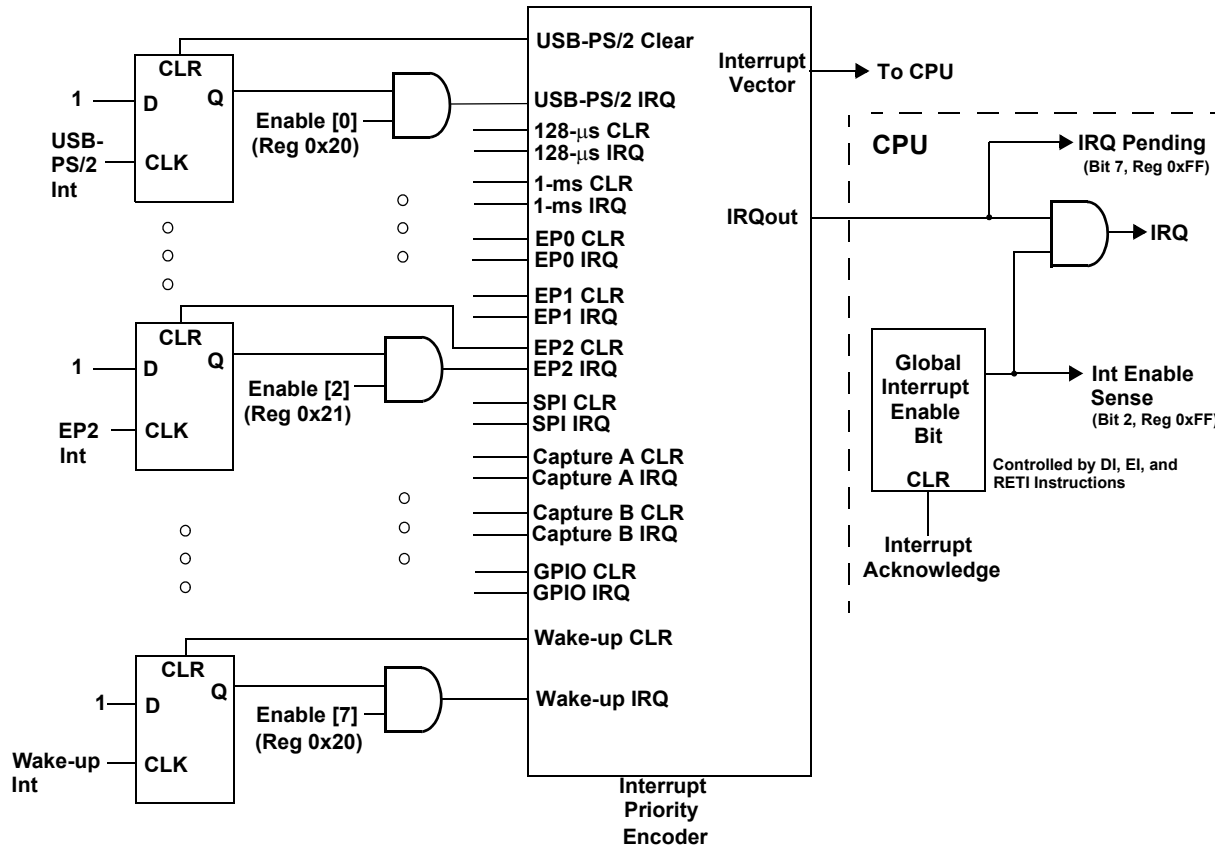 CLR
1
D
Q
USB-
PS/2
Int
CLK
Enable [0]
(Reg 0x20)
CLR
1
D
Q
EP2
Int
CLK
Enable [2]
(Reg 0x21)
CLR
1
D
Q
Wake-up
Int
CLK
Enable [7]
(Reg 0x20)
USB-PS/2 Clear
USB-PS/2 IRQ
128-μs CLR
128-μs IRQ
1-ms CLR
1-ms IRQ
EP0 CLR
EP0 IRQ
EP1 CLR
EP1 IRQ
EP2 CLR
EP2 IRQ
SPI CLR
SPI IRQ
Capture A CLR
Capture A IRQ
Capture B CLR
Capture B IRQ
GPIO CLR
GPIO IRQ
Wake-up CLR
Wake-up IRQ
Interrupt
Vector
IRQout
Interrupt
Priority
Encoder
To CPU
CPU
IRQ Pending
(Bit 7, Reg 0xFF)
IRQ
Global
Interrupt
Enable
Bit
CLR
Int Enable
Sense
(Bit 2, Reg 0xFF)
Controlled by DI, EI, and
RETI Instructions
Interrupt
Acknowledge